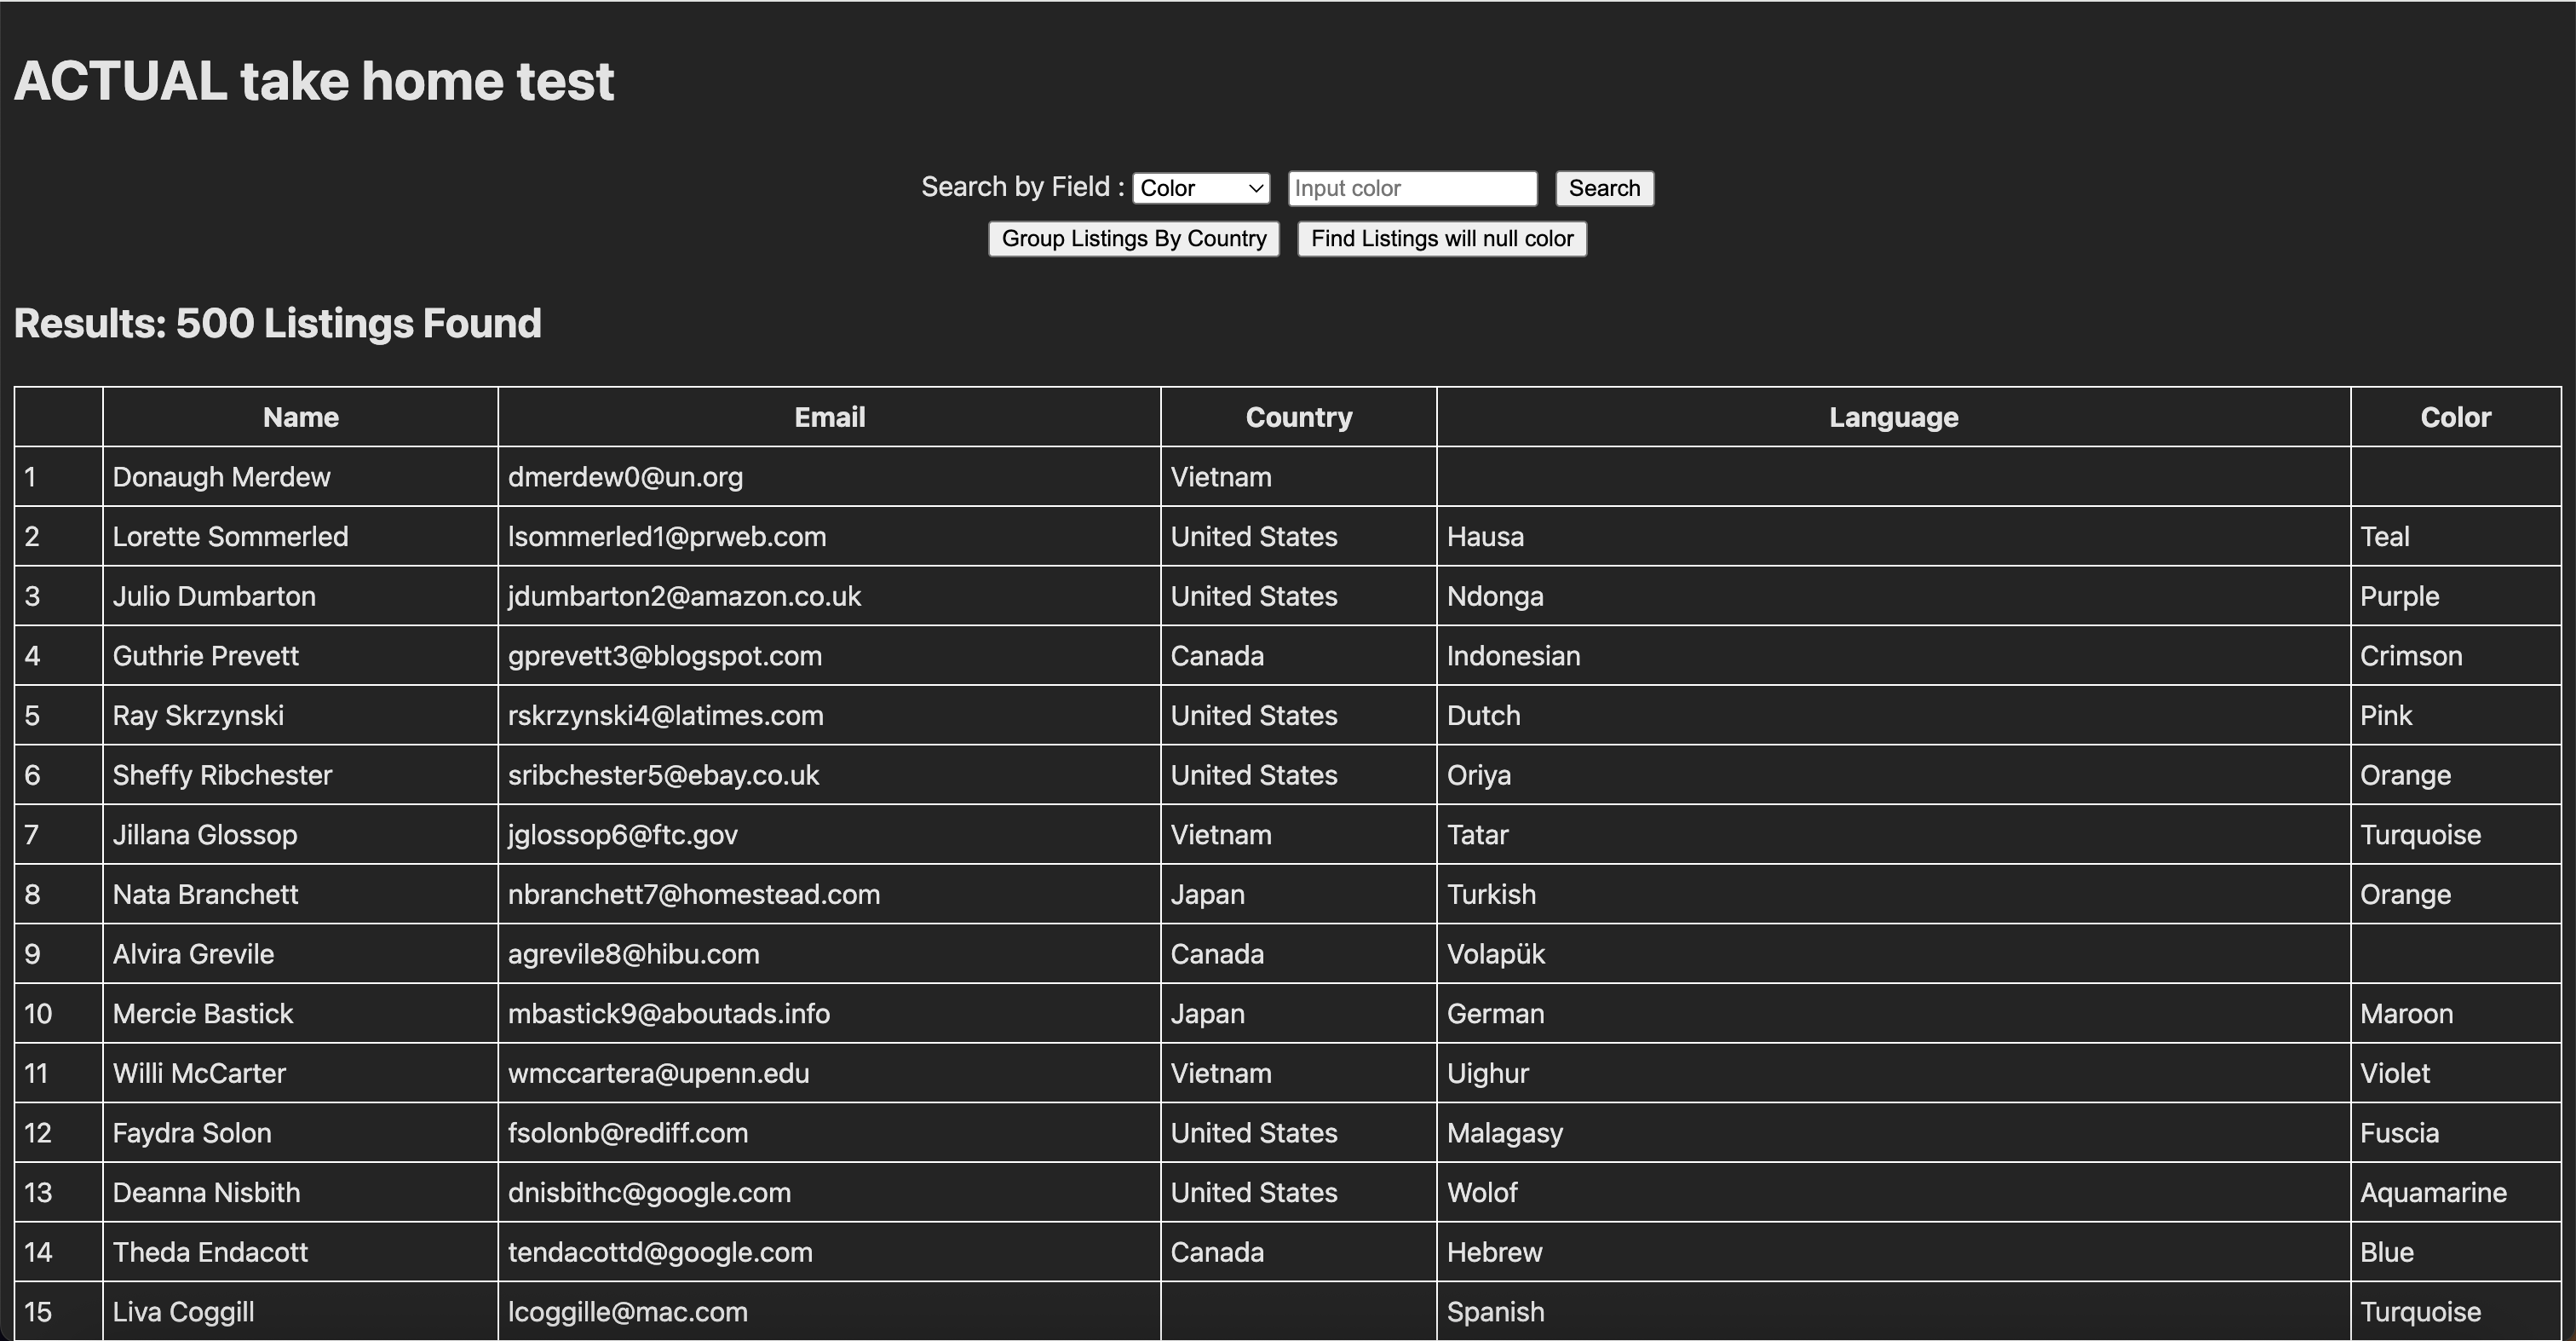 ACTUAL take home test
Search by Field : Color Input color Search
Group Listings By Country Find Listings will null color
Results: 500 Listings Found
Name Email Country Language Color
1 Donaugh Merdew dmerdew0@un.org Vietnam
2 Lorette Sommerled lsommerled1@prweb.com United States Hausa Teal
3 Julio Dumbarton jdumbarton2@amazon.co.uk United States Ndonga Purple
4 Guthrie Prevett gprevett3@blogspot.com Canada Indonesian Crimson
5 Ray Skrzynski rskrzynski4@latimes.com United States Dutch Pink
6 Sheffy Ribchester sribchester5@ebay.co.uk United States Oriya Orange
7 Jillana Glossop jglossop6@ftc.gov Vietnam Tatar Turquoise
8 Nata Branchett nbranchett7@homestead.com Japan Turkish Orange
9 Alvira Grevile agrevile8@hibu.com Canada Volapük
10 Mercie Bastick mbastick9@aboutads.info Japan German Maroon
11 Willi McCarter wmccartera@upenn.edu Vietnam Uighur Violet
12 Faydra Solon fsolonb@rediff.com United States Malagasy Fuscia
13 Deanna Nisbith dnisbithc@google.com United States Wolof Aquamarine
14 Theda Endacott tendacottd@google.com Canada Hebrew Blue
15 Liva Coggill lcoggille@mac.com Spanish Turquoise